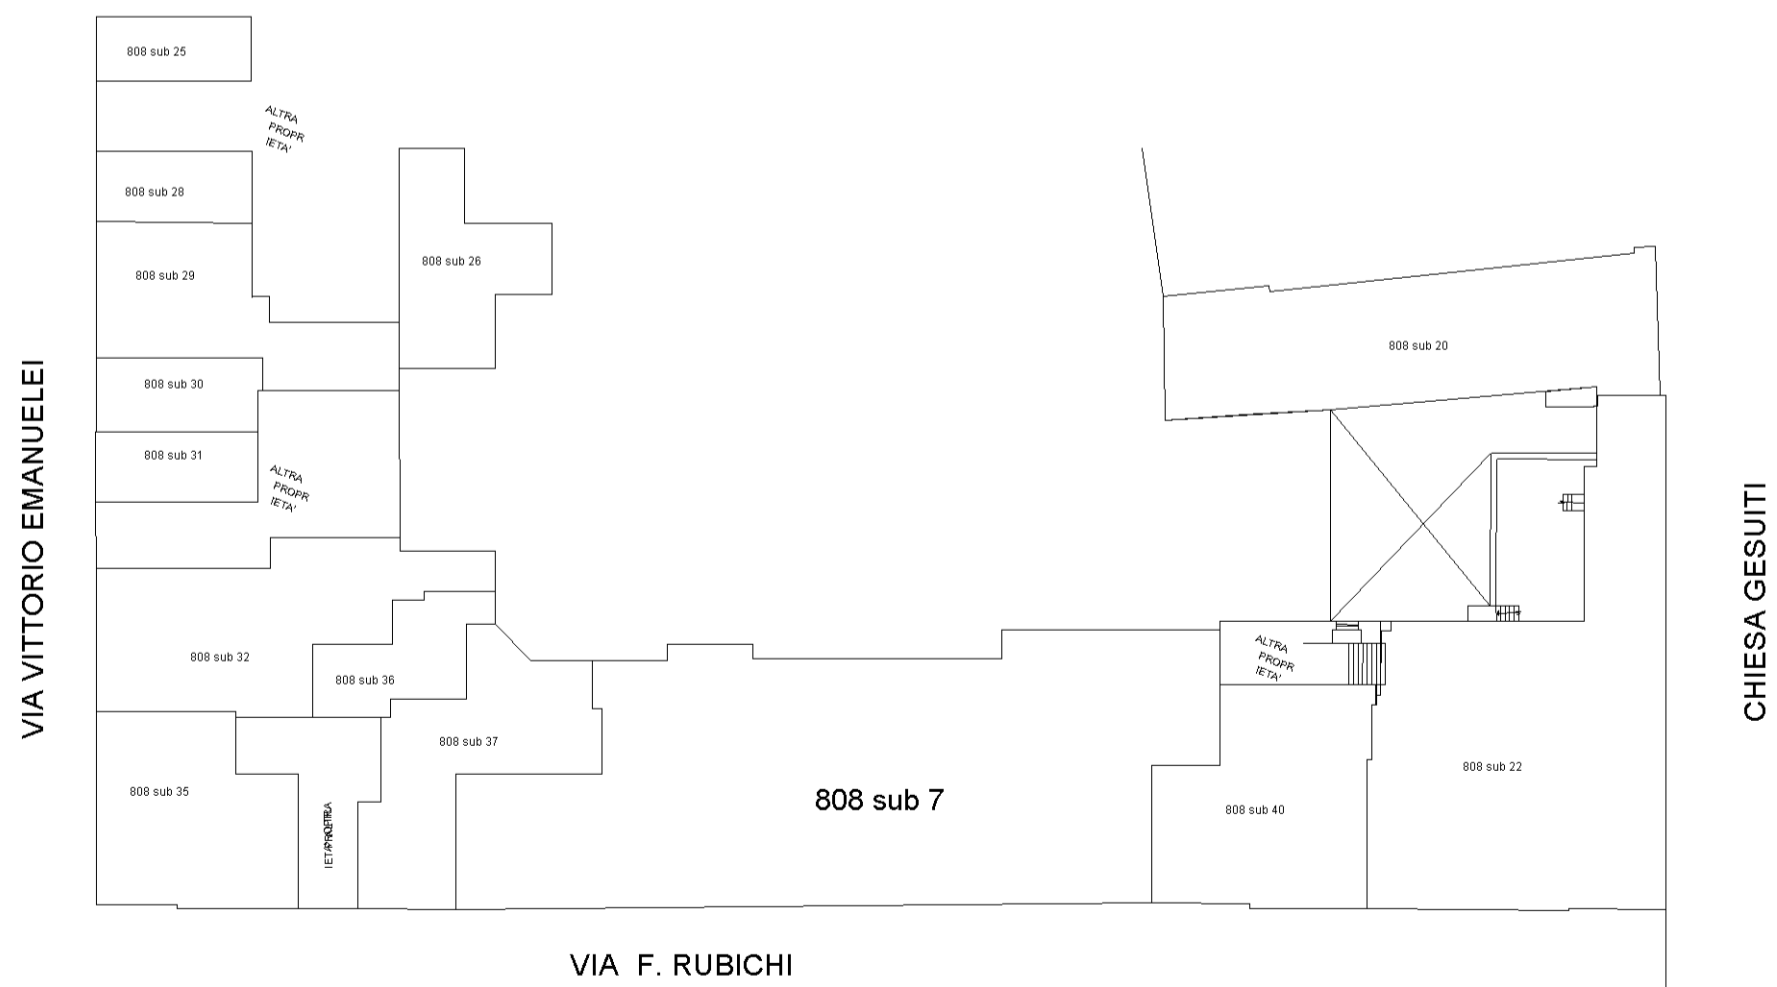 808 sub 25
ALTRA
PROPR
IETA'
808 sub 28
808 sub 26
808 sub 29
808 sub 20
808 sub 30
808 sub 31
ALTRA
PROPR
IETA'
VIA VITTORIO EMANUELEI
CHIESA GESUITI
808 sub 32
808 sub 36
ALTRA
PROPR
IETA'
808 sub 37
808 sub 22
808 sub 35
808 sub 7
808 sub 40
VIA F. RUBICHI